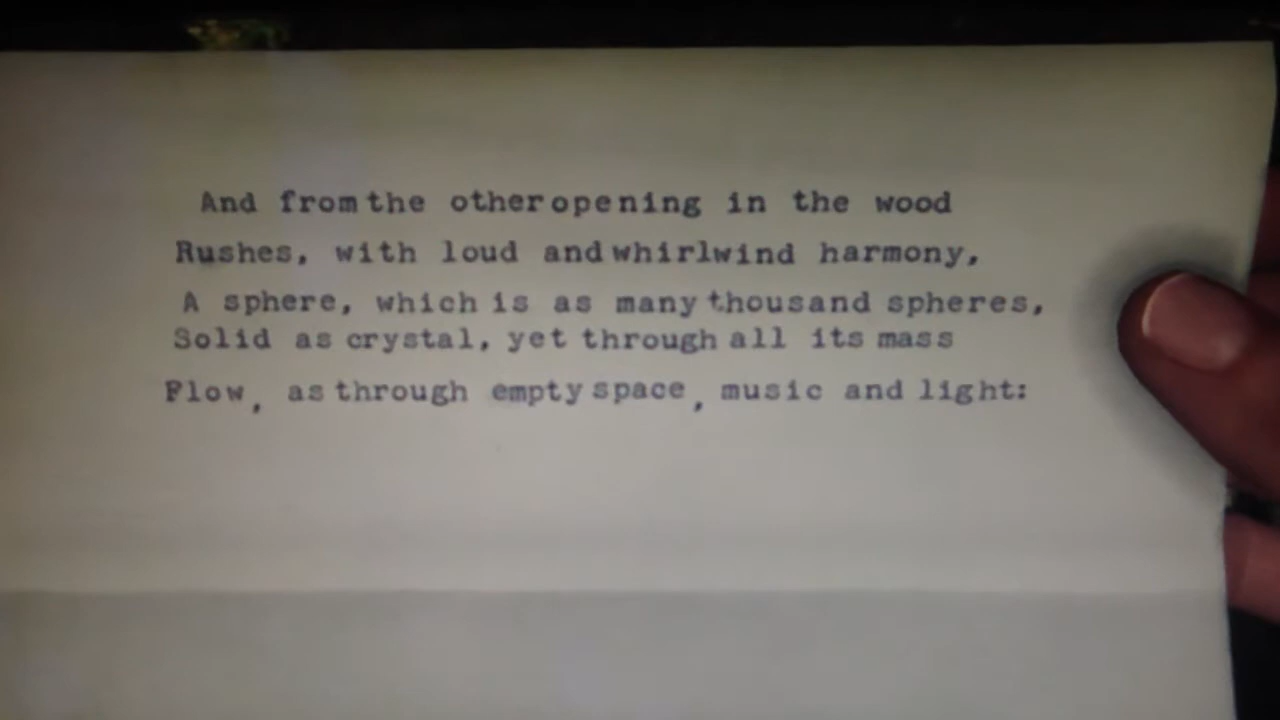 And from the other opening in the wood
Rushes, with loud and whirlwind harmony,
A sphere, which is as many thousand spheres,
Solid as crystal, yet through all its mass
Flow, as through empty space, music and light: